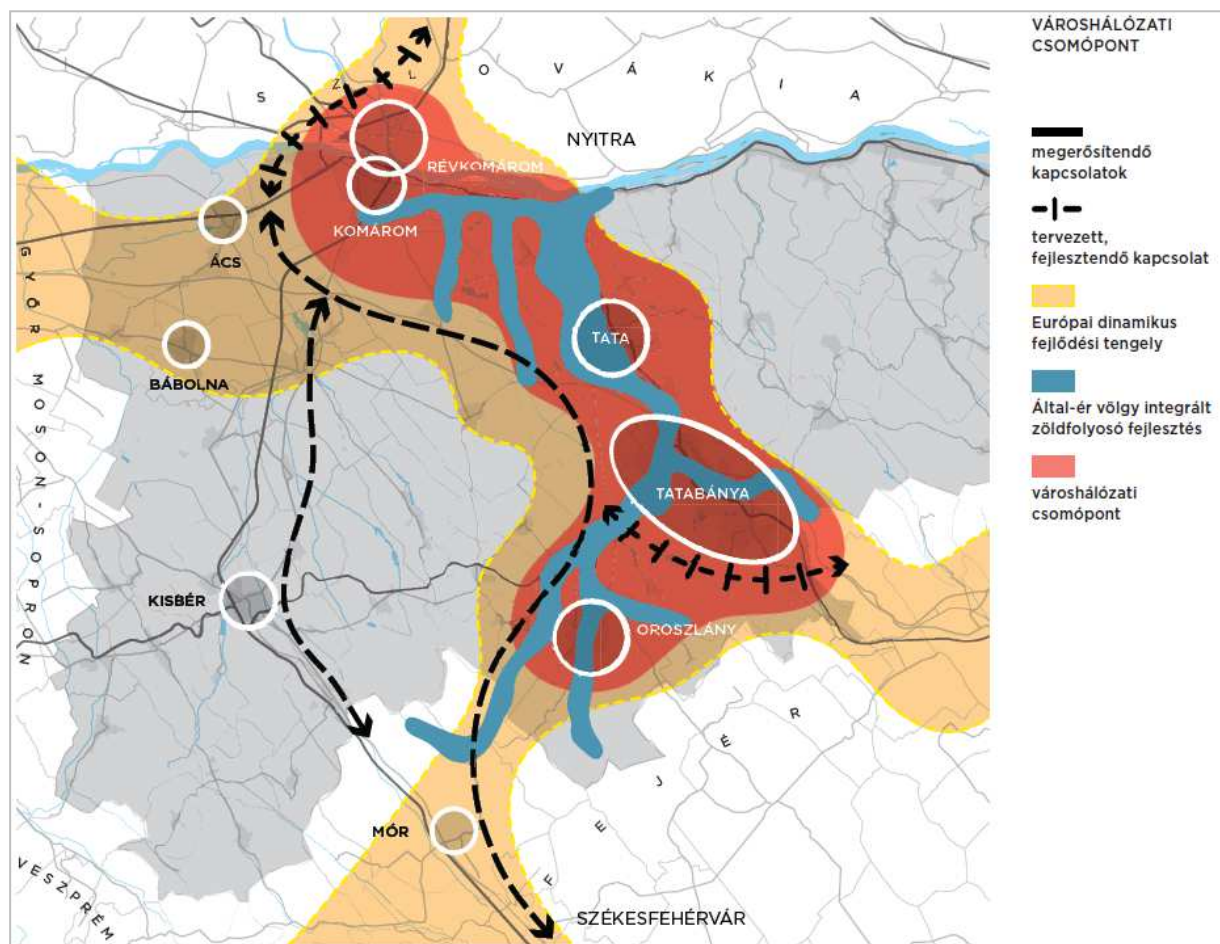 S Z L O V Á K I A
NYITRA
RÉVKOMÁROM
KOMÁROM
ÁCS
GYŐR MOSON-SOPRON
TATA
BÁBOLNA
TATABÁNYA
KISBÉR
OROSZLÁNY
MÓR
FEJÉR
VESZPRÉM
SZÉKESFEHÉRVÁR
VÁROSHÁLÓZATI
CSOMÓPONT
megerősítendő
kapcsolatok
tervezett,
fejlesztendő kapcsolat
Európai dinamikus
fejlődési tengely
Által-ér völgy integrált
zöldfolyosó fejlesztés
városhálózati
csomópont